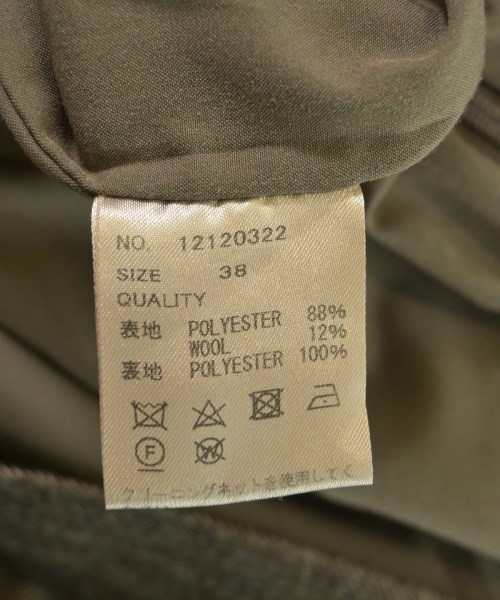 NO. 12120322
SIZE 38
QUALITY
表地 POLYESTER 88%
WOOL 12%
裏地 POLYESTER 100%
F W
クリーニングネットを使用してく